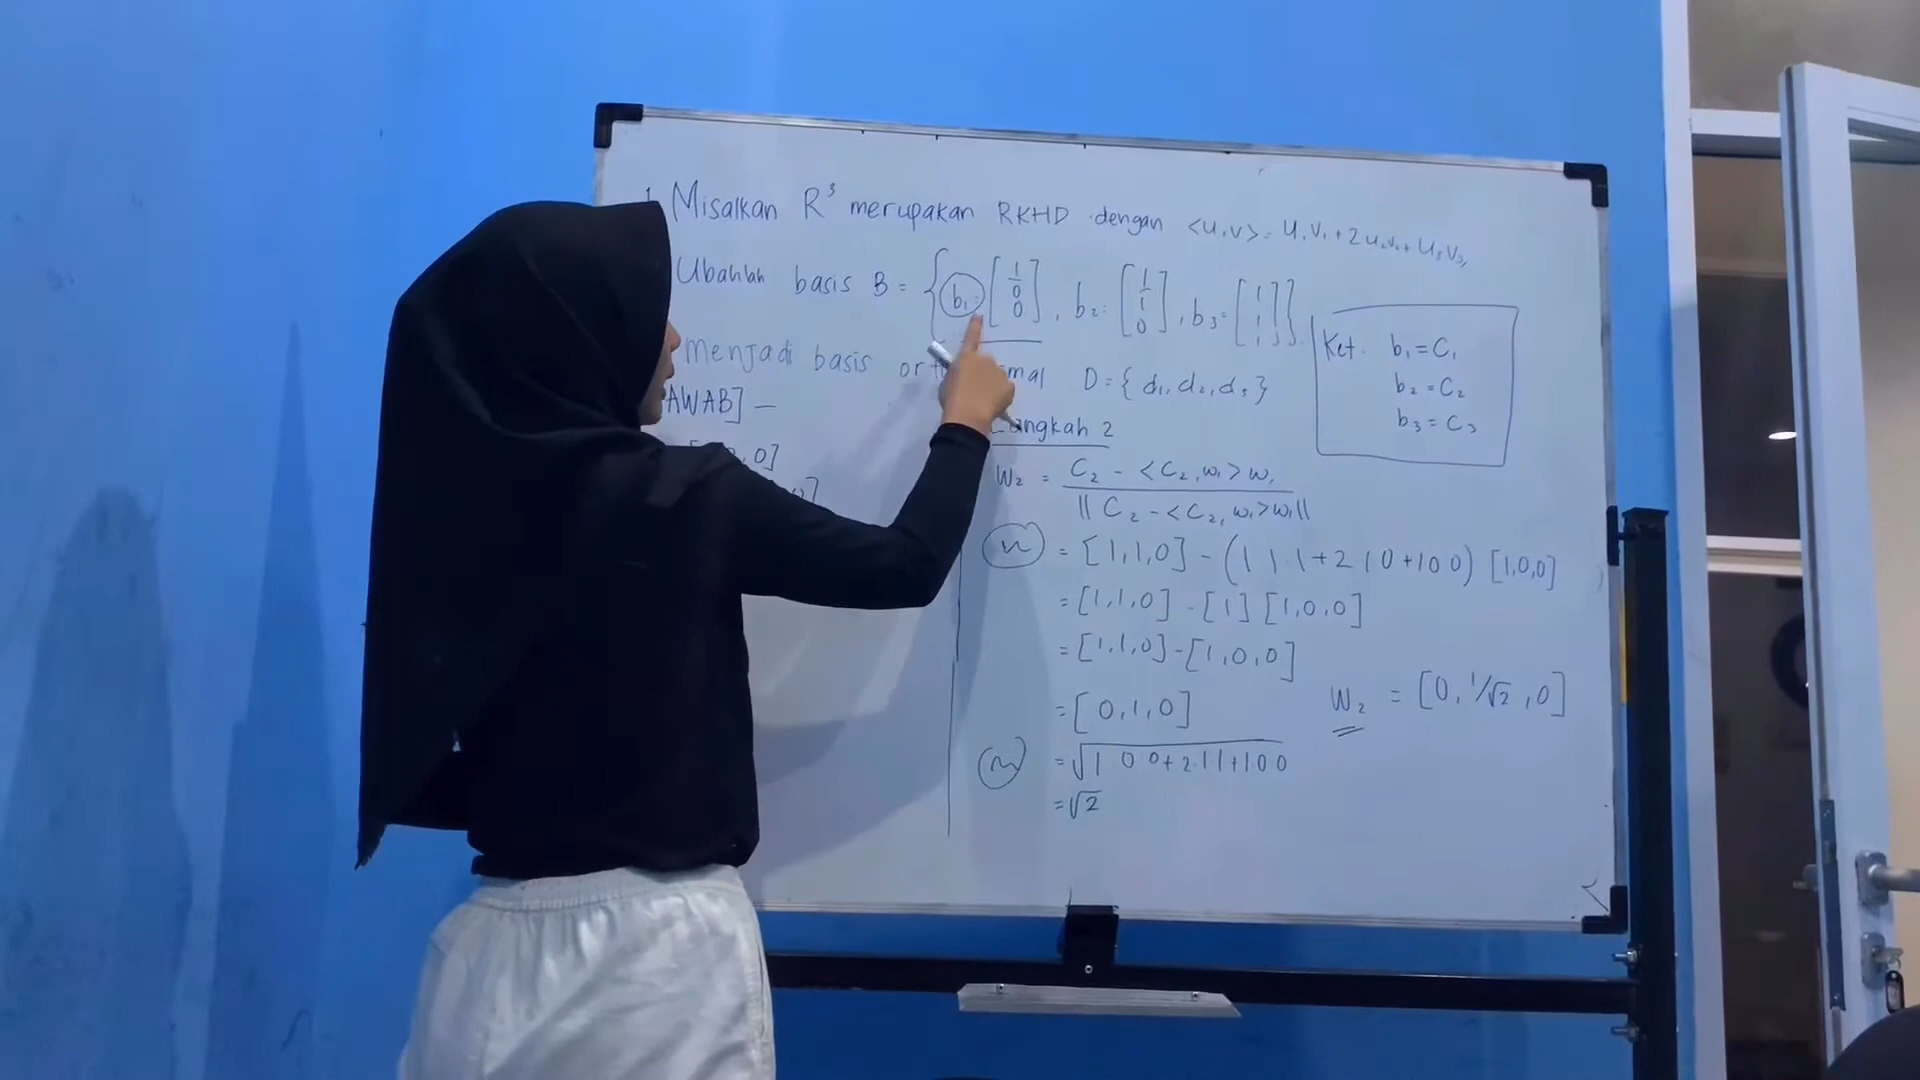 1. Misalkan R³ merupakan RKHD dengan <u,v> = u₁v₁ + 2u₂v₂ + u₃v₃,
Ubahlah basis B = { b₁ = [1 0 0], b₂ = [1 1 0], b₃ = [1 1 1] }
menjadi basis D = { d₁, d₂, d₃ }
Ket. b₁ = C₁
b₂ = C₂
b₃ = C₃
AWAB] —
, 0]
0]
Langkah 2
W₂ = C₂ - <C₂, w₁> w₁
|| C₂ - <C₂, w₁> w₁ ||
= [1,1,0] - (1 1.1 + 2 1 0 + 1 0 0) [1,0,0]
= [1,1,0] - [1] [1,0,0]
= [1,1,0] - [1,0,0]
= [0,1,0]
= √1 0 0 + 2.1 1 + 1 0 0
= √2
W₂ = [0, 1/√2, 0]